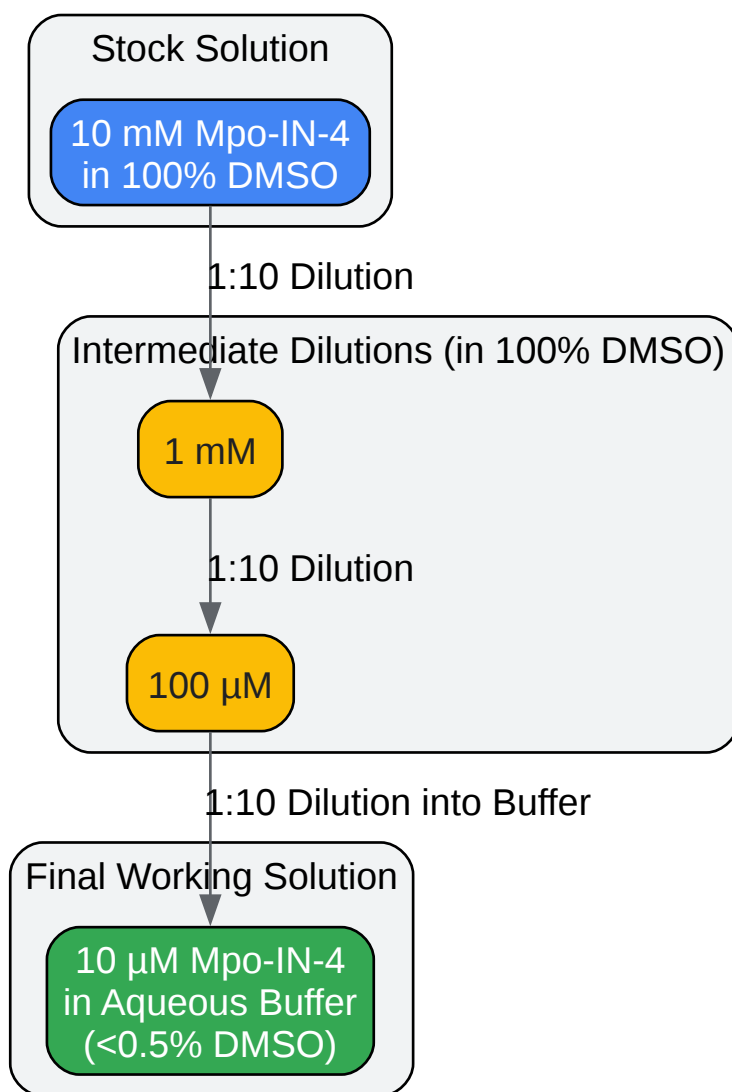 Stock Solution
10 mM Mpo-IN-4
in 100% DMSO
1:10 Dilution
Intermediate Dilutions (in 100% DMSO)
1 mM
1:10 Dilution
100 µM
1:10 Dilution into Buffer
Final Working Solution
10 µM Mpo-IN-4
in Aqueous Buffer
(<0.5% DMSO)